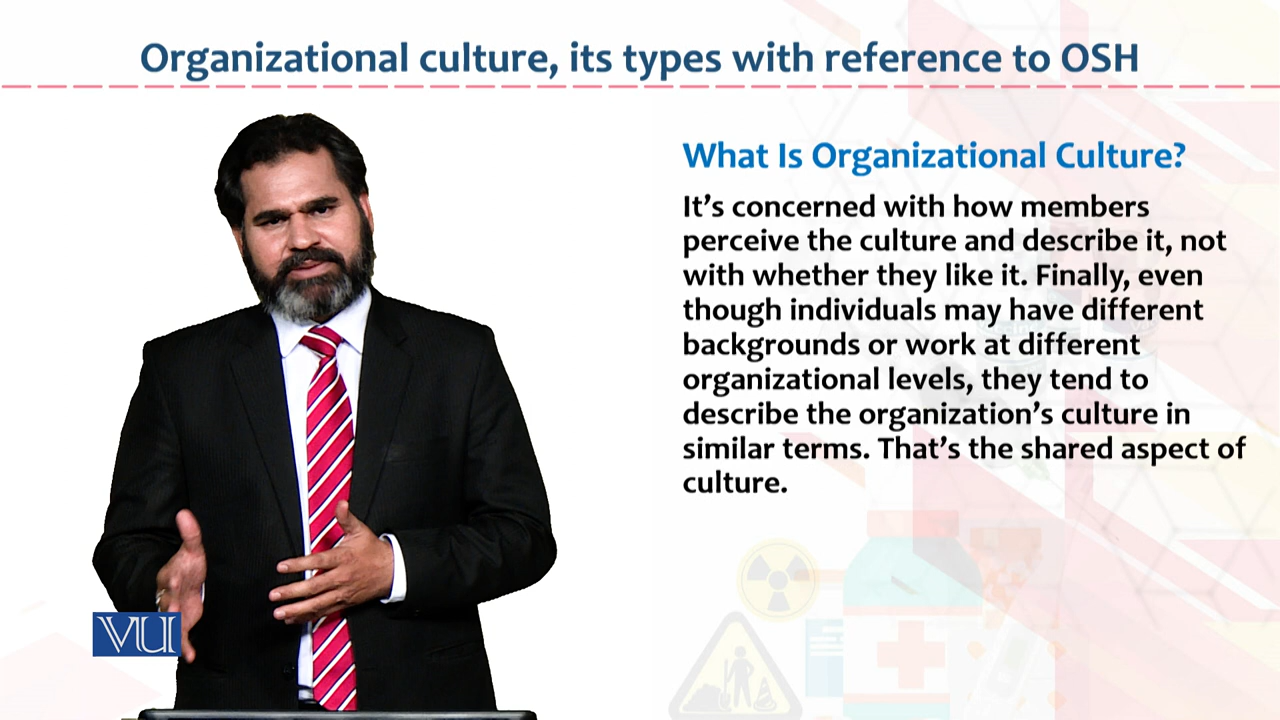 Organizational culture, its types with reference to OSH
What Is Organizational Culture?
It’s concerned with how members
perceive the culture and describe it, not
with whether they like it. Finally, even
though individuals may have different
backgrounds or work at different
organizational levels, they tend to
describe the organization’s culture in
similar terms. That’s the shared aspect of
culture.
VU